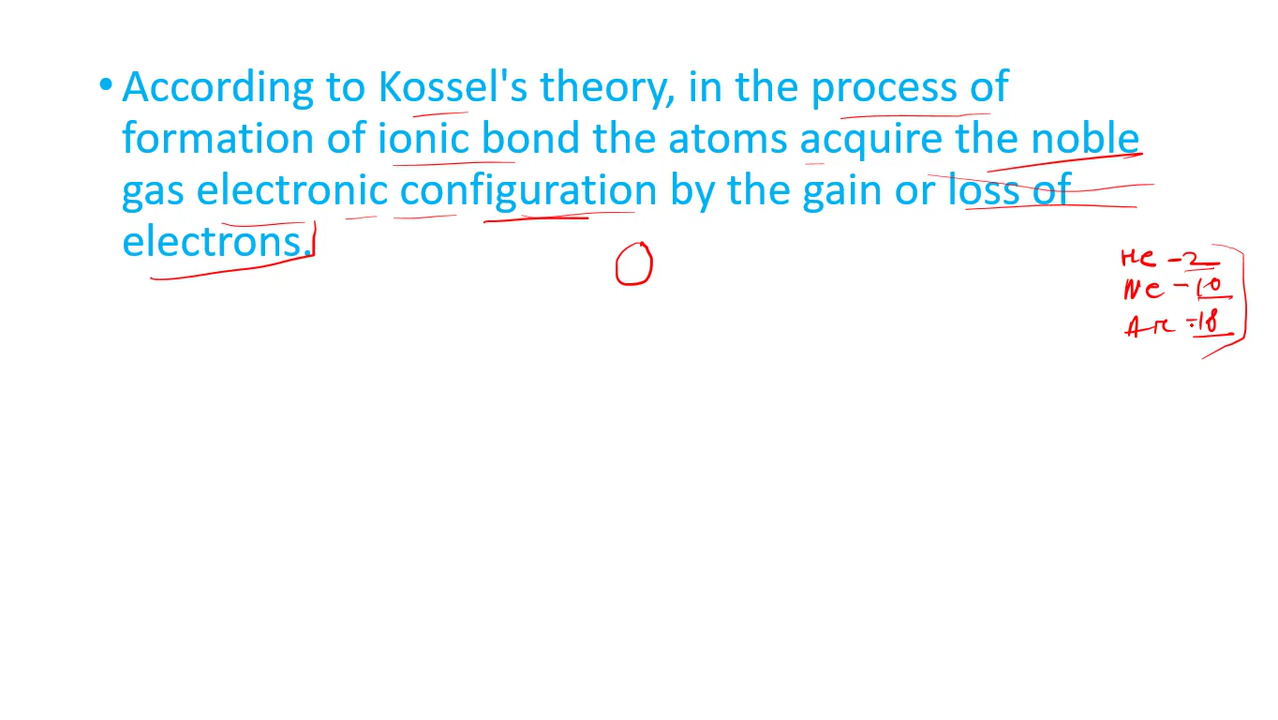 • According to Kossel's theory, in the process of
formation of ionic bond the atoms acquire the noble
gas electronic configuration by the gain or loss of
electrons.
He - 2
Ne - 10
Ar - 18